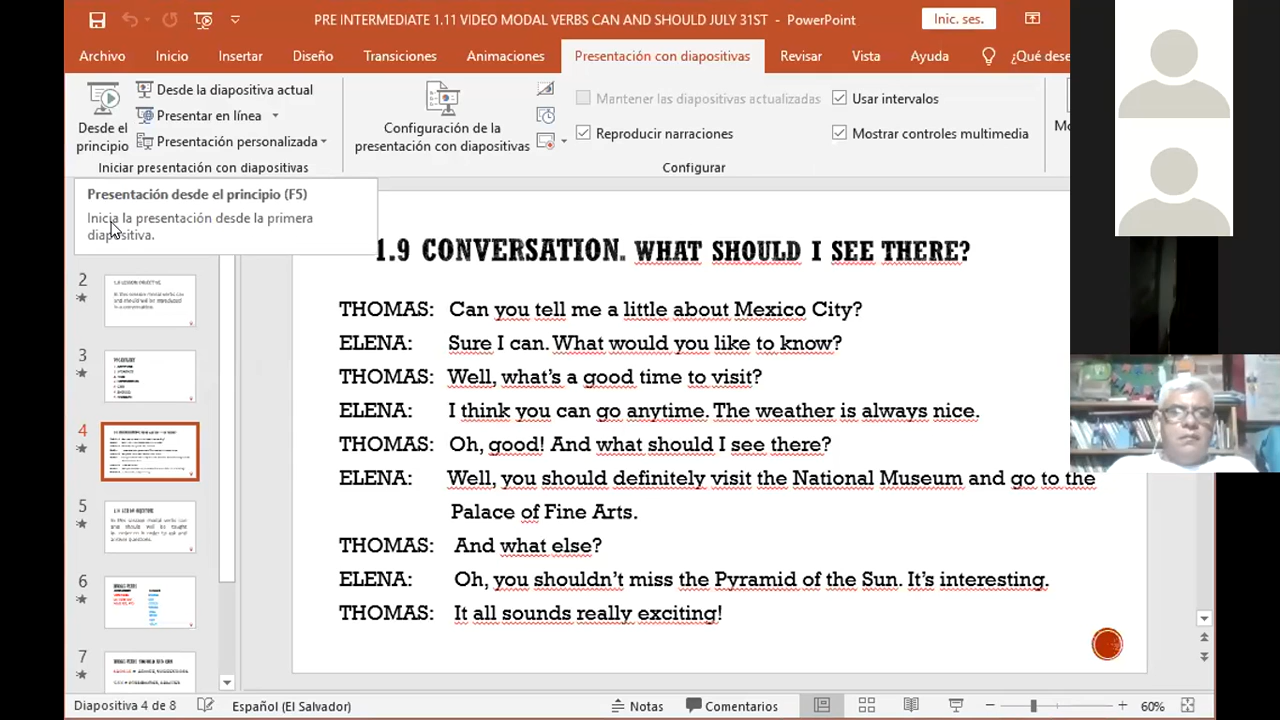 PRE INTERMEDIATE 1.11 VIDEO MODAL VERBS CAN AND SHOULD JULY 31ST - PowerPoint
Inic. ses.
Archivo Inicio Insertar Diseño Transiciones Animaciones Presentación con diapositivas Revisar Vista Ayuda ¿Qué dese
Desde el principio
Desde la diapositiva actual
Presentar en línea
Presentación personalizada
Iniciar presentación con diapositivas
Configuración de la
presentación con diapositivas
Mantener las diapositivas actualizadas
Reproducir narraciones
Usar intervalos
Mostrar controles multimedia
Mo
Configurar
Presentación desde el principio (F5)
Inicia la presentación desde la primera
diapositiva.
2
3
4
5
6
7
1.9 CONVERSATION. WHAT SHOULD I SEE THERE?
THOMAS: Can you tell me a little about Mexico City?
ELENA: Sure I can. What would you like to know?
THOMAS: Well, what's a good time to visit?
ELENA: I think you can go anytime. The weather is always nice.
THOMAS: Oh, good! And what should I see there?
ELENA: Well, you should definitely visit the National Museum and go to the
Palace of Fine Arts.
THOMAS: And what else?
ELENA: Oh, you shouldn't miss the Pyramid of the Sun. It's interesting.
THOMAS: It all sounds really exciting!
Diapositiva 4 de 8 Español (El Salvador) Notas Comentarios 60%